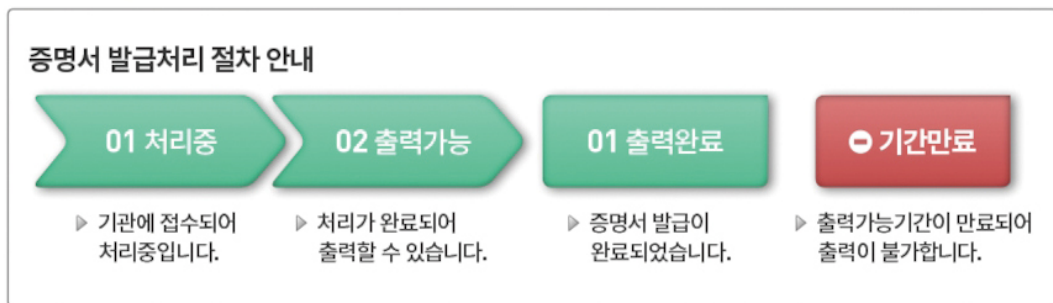 증명서 발급처리 절차 안내
01 처리중
02 출력가능
01 출력완료
기간만료
기관에 접수되어
처리중입니다.
처리가 완료되어
출력할 수 있습니다.
증명서 발급이
완료되었습니다.
출력가능기간이 만료되어
출력이 불가합니다.